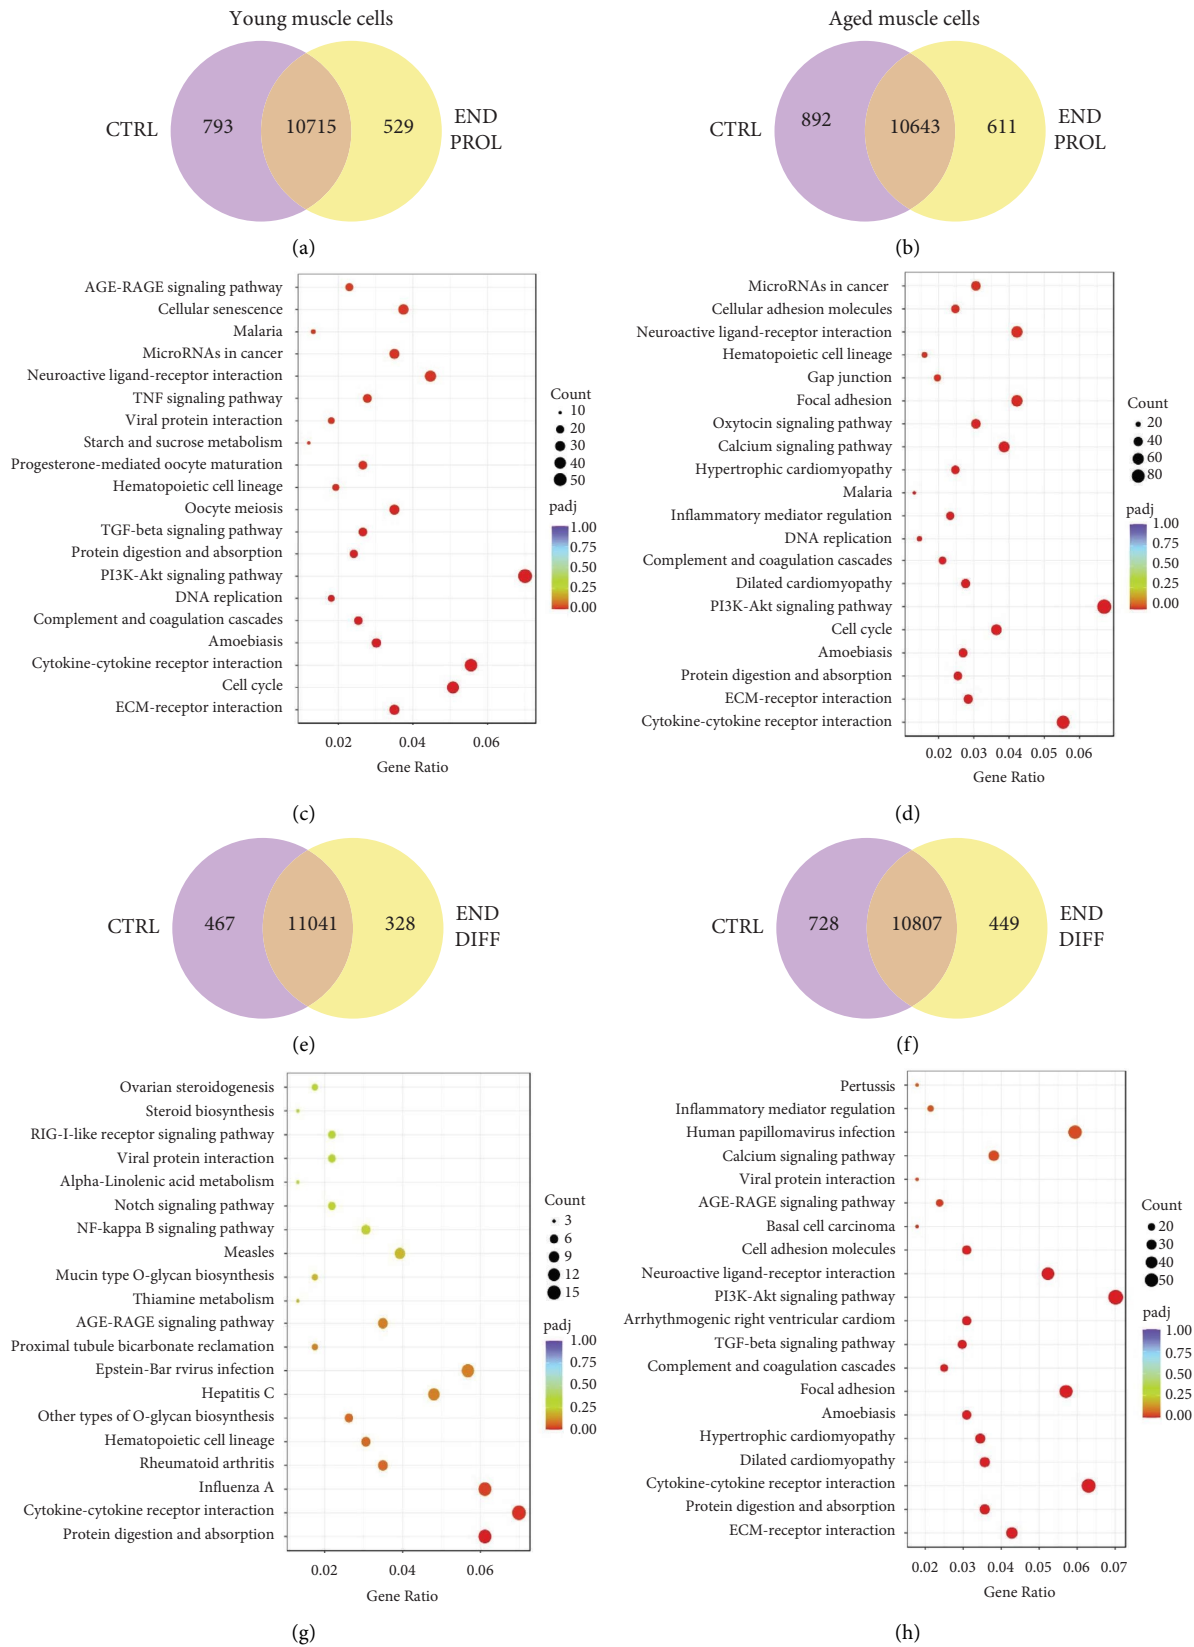 Young muscle cells
CTRL
793
10715
529
END
PROL
(a)
Aged muscle cells
CTRL
892
10643
611
END
PROL
(b)
AGE-RAGE signaling pathway
Cellular senescence
Malaria
MicroRNAs in cancer
Neuroactive ligand-receptor interaction
TNF signaling pathway
Viral protein interaction
Starch and sucrose metabolism
Progesterone-mediated oocyte maturation
Hematopoietic cell lineage
Oocyte meiosis
TGF-beta signaling pathway
Protein digestion and absorption
PI3K-Akt signaling pathway
DNA replication
Complement and coagulation cascades
Amoebiasis
Cytokine-cytokine receptor interaction
Cell cycle
ECM-receptor interaction
0.02 0.04 0.06
Gene Ratio
Count
10
20
30
40
50
padj
1.00
0.75
0.50
0.25
0.00
(c)
MicroRNAs in cancer
Cellular adhesion molecules
Neuroactive ligand-receptor interaction
Hematopoietic cell lineage
Gap junction
Focal adhesion
Oxytocin signaling pathway
Calcium signaling pathway
Hypertrophic cardiomyopathy
Malaria
Inflammatory mediator regulation
DNA replication
Complement and coagulation cascades
Dilated cardiomyopathy
PI3K-Akt signaling pathway
Cell cycle
Amoebiasis
Protein digestion and absorption
ECM-receptor interaction
Cytokine-cytokine receptor interaction
0.02 0.03 0.04 0.05 0.06
Gene Ratio
Count
20
40
60
80
padj
1.00
0.75
0.50
0.25
0.00
(d)
CTRL
467
11041
328
END
DIFF
(e)
CTRL
728
10807
449
END
DIFF
(f)
Ovarian steroidogenesis
Steroid biosynthesis
RIG-I-like receptor signaling pathway
Viral protein interaction
Alpha-Linolenic acid metabolism
Notch signaling pathway
NF-kappa B signaling pathway
Measles
Mucin type O-glycan biosynthesis
Thiamine metabolism
AGE-RAGE signaling pathway
Proximal tubule bicarbonate reclamation
Epstein-Bar rvirus infection
Hepatitis C
Other types of O-glycan biosynthesis
Hematopoietic cell lineage
Rheumatoid arthritis
Influenza A
Cytokine-cytokine receptor interaction
Protein digestion and absorption
0.02 0.04 0.06
Gene Ratio
Count
3
6
9
12
15
padj
1.00
0.75
0.50
0.25
0.00
(g)
Pertussis
Inflammatory mediator regulation
Human papillomavirus infection
Calcium signaling pathway
Viral protein interaction
AGE-RAGE signaling pathway
Basal cell carcinoma
Cell adhesion molecules
Neuroactive ligand-receptor interaction
PI3K-Akt signaling pathway
Arrhythmogenic right ventricular cardiom
TGF-beta signaling pathway
Complement and coagulation cascades
Focal adhesion
Amoebiasis
Hypertrophic cardiomyopathy
Dilated cardiomyopathy
Cytokine-cytokine receptor interaction
Protein digestion and absorption
ECM-receptor interaction
0.02 0.03 0.04 0.05 0.06 0.07
Gene Ratio
Count
20
30
40
50
padj
1.00
0.75
0.50
0.25
0.00
(h)